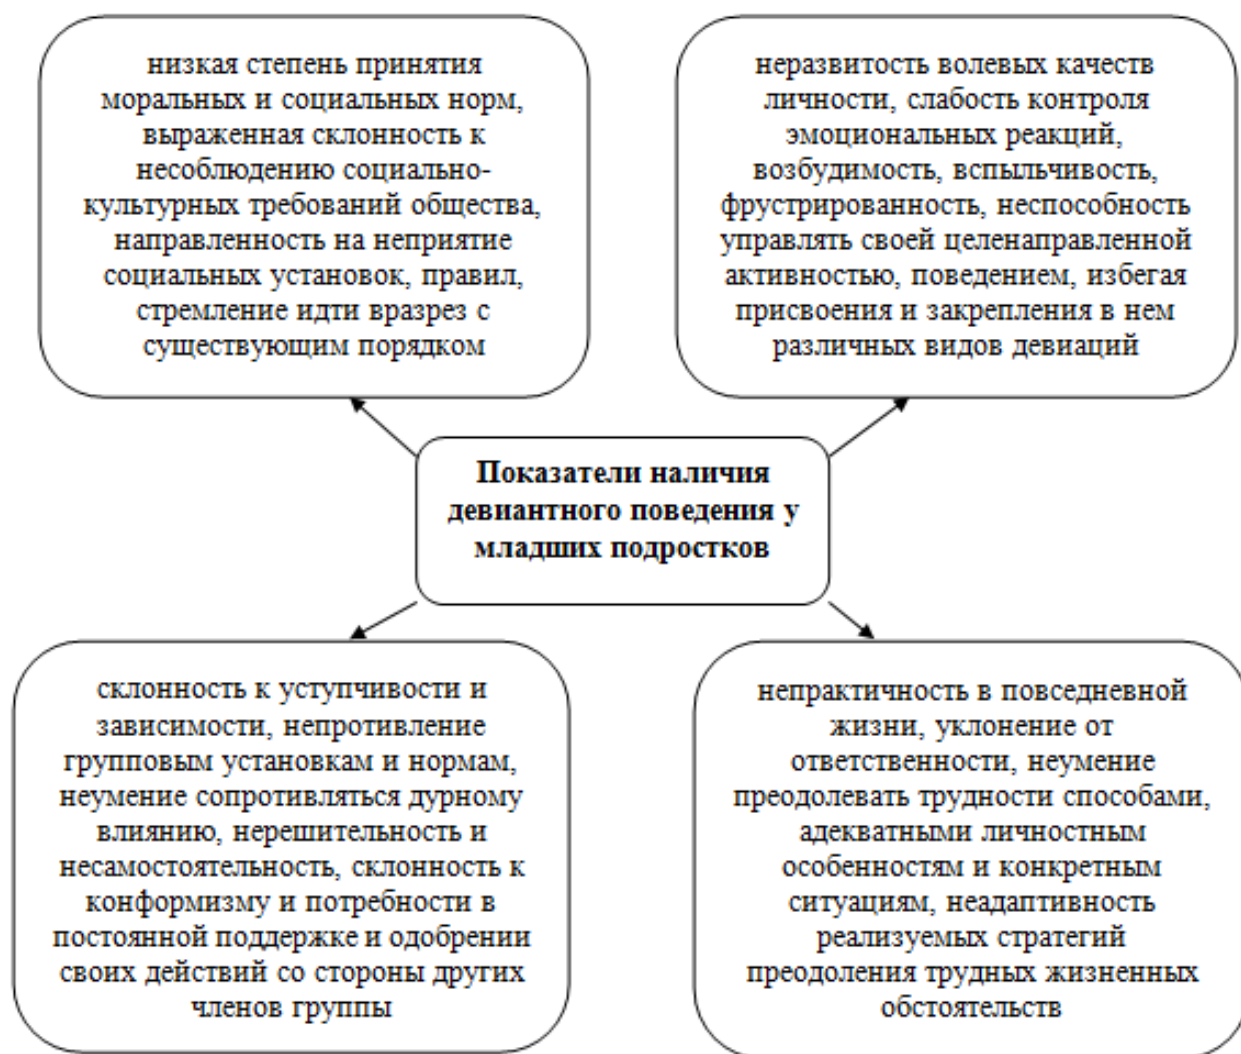 низкая степень принятия
моральных и социальных норм,
выраженная склонность к
несоблюдению социально-
культурных требований общества,
направленность на неприятие
социальных установок, правил,
стремление идти вразрез с
существующим порядком
неразвитость волевых качеств
личности, слабость контроля
эмоциональных реакций,
возбудимость, вспыльчивость,
фрустрированность, неспособность
управлять своей целенаправленной
активностью, поведением, избегая
присвоения и закрепления в нем
различных видов девиаций
Показатели наличия
девиантного поведения у
младших подростков
склонность к уступчивости и
зависимости, непротивление
групповым установкам и нормам,
неумение сопротивляться дурному
влиянию, нерешительность и
несамостоятельность, склонность к
конформизму и потребности в
постоянной поддержке и одобрении
своих действий со стороны других
членов группы
непрактичность в повседневной
жизни, уклонение от
ответственности, неумение
преодолевать трудности способами,
адекватными личностным
особенностям и конкретным
ситуациям, неадаптивность
реализуемых стратегий
преодоления трудных жизненных
обстоятельств